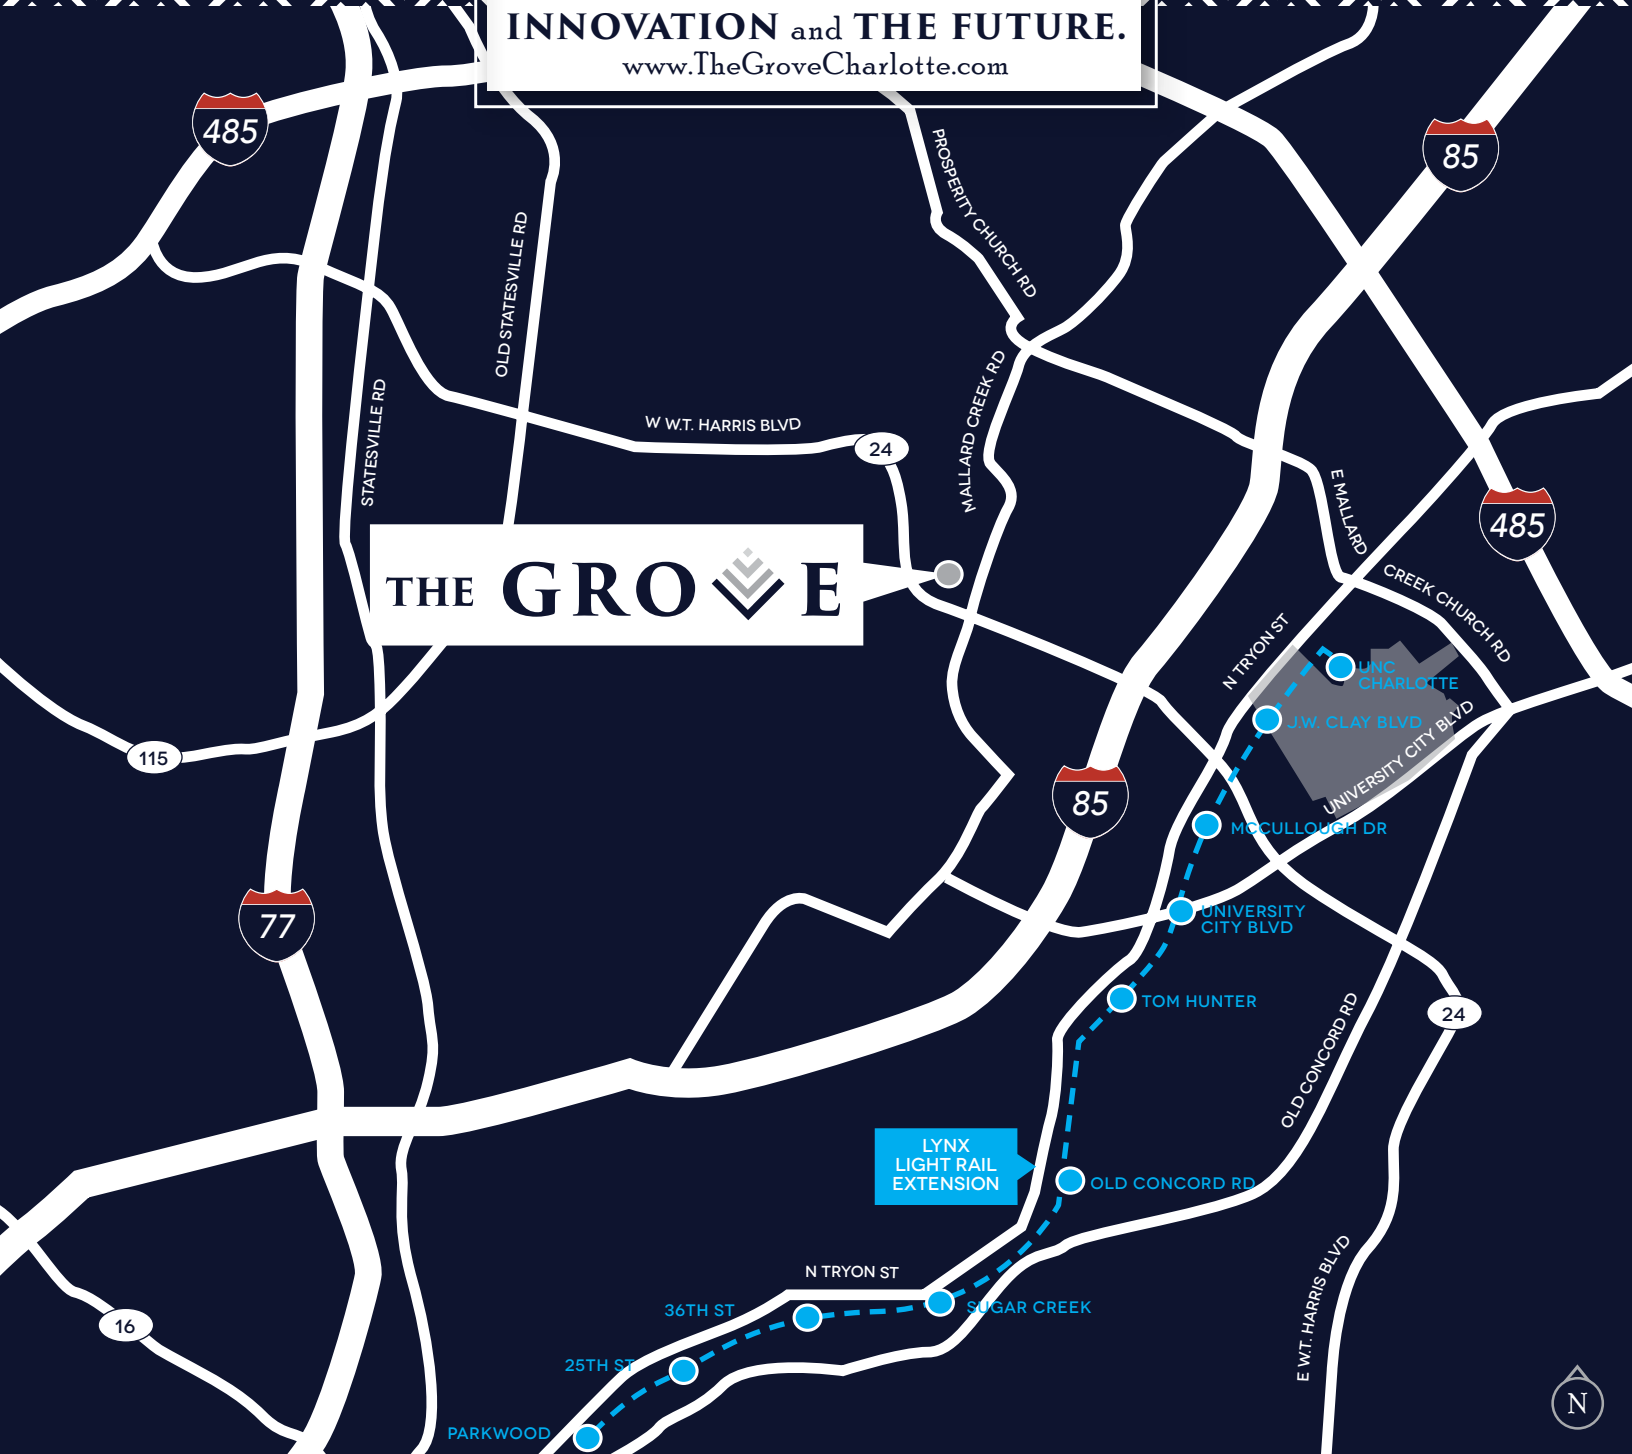 INNOVATION and THE FUTURE.
www.TheGroveCharlotte.com
485
85
PROSPERITY CHURCH RD
OLD STATESVILLE RD
STATESVILLE RD
W W.T. HARRIS BLVD
24
MALLARD CREEK RD
E MALLARD
CREEK CHURCH RD
485
THE GROVE
N TRYON ST
UNC
CHARLOTTE
J.W. CLAY BLVD
UNIVERSITY CITY BLVD
115
85
MCCULLOUGH DR
77
UNIVERSITY
CITY BLVD
TOM HUNTER
24
OLD CONCORD RD
LYNX
LIGHT RAIL
EXTENSION
OLD CONCORD RD
E W.T. HARRIS BLVD
N TRYON ST
36TH ST
SUGAR CREEK
16
25TH ST
PARKWOOD
N